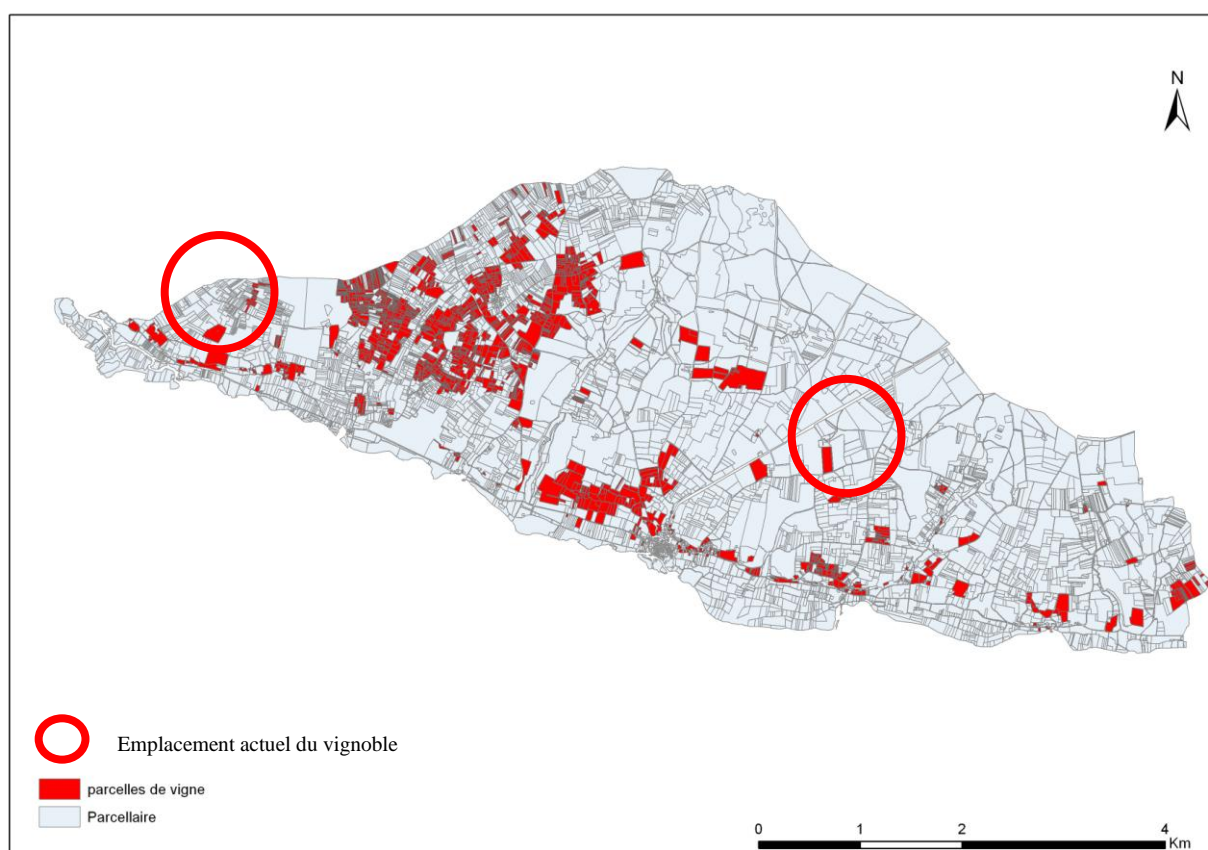 N
Emplacement actuel du vignoble
parcelles de vigne
Parcellaire
0 1 2 4
Km